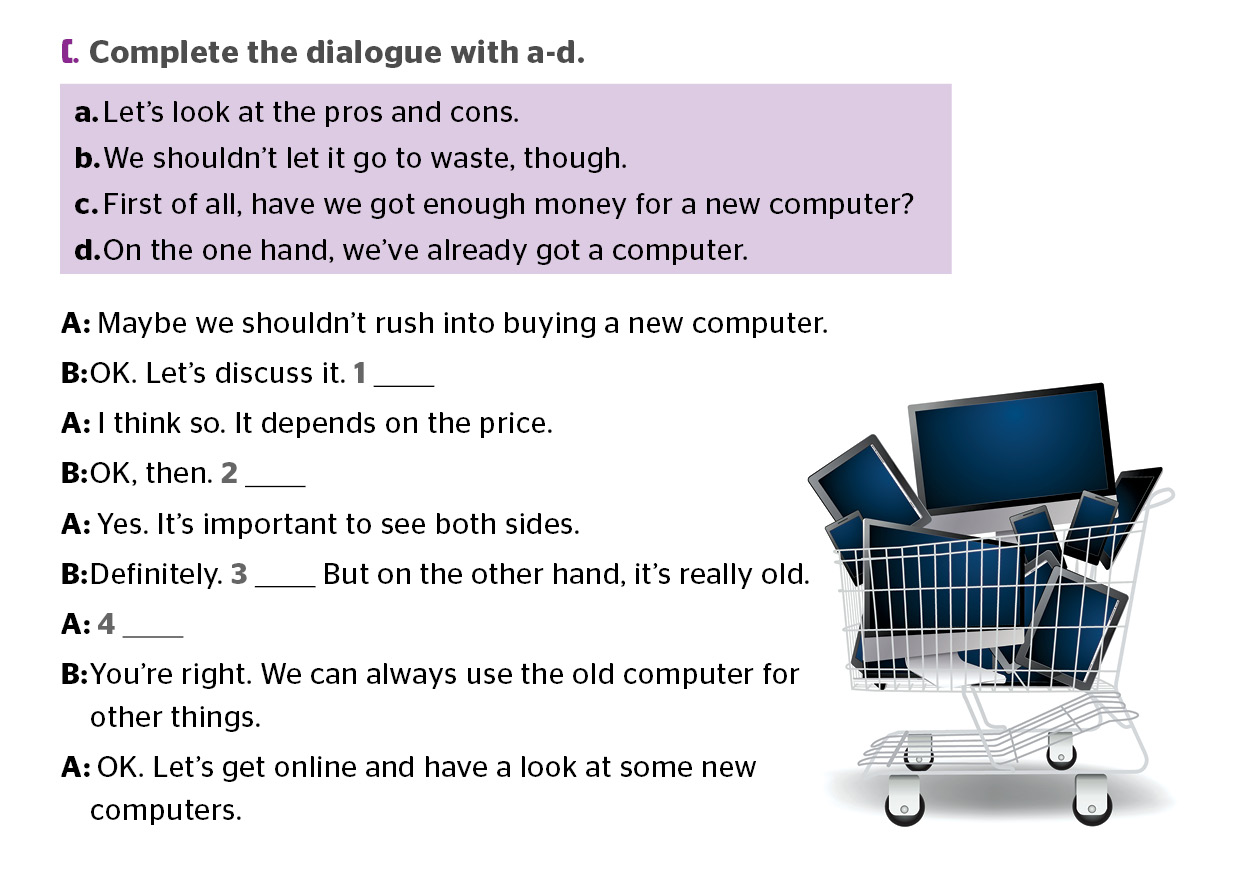 C. Complete the dialogue with a-d.
a. Let's look at the pros and cons.
b. We shouldn't let it go to waste, though.
c. First of all, have we got enough money for a new computer?
d. On the one hand, we've already got a computer.
A: Maybe we shouldn't rush into buying a new computer.
B: OK. Let's discuss it. 1 ____
A: I think so. It depends on the price.
B: OK, then. 2 ____
A: Yes. It's important to see both sides.
B: Definitely. 3 ____ But on the other hand, it's really old.
A: 4 ____
B: You're right. We can always use the old computer for
other things.
A: OK. Let's get online and have a look at some new
computers.